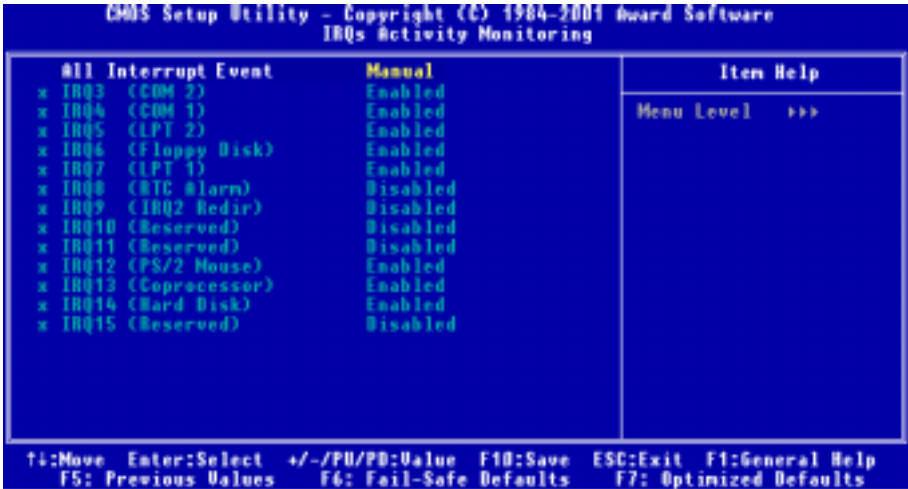 CMOS Setup Utility - Copyright (C) 1984-2001 Award Software
IRQs Activity Monitoring
All Interrupt Event Manual
x IRQ3 (COM 2) Enabled
x IRQ4 (COM 1) Enabled
x IRQ5 (LPT 2) Enabled
x IRQ6 (Floppy Disk) Enabled
x IRQ7 (LPT 1) Enabled
x IRQ8 (RTC Alarm) Disabled
x IRQ9 (IRQ2 Redir) Disabled
x IRQ10 (Reserved) Disabled
x IRQ11 (Reserved) Disabled
x IRQ12 (PS/2 Mouse) Enabled
x IRQ13 (Coprocessor) Enabled
x IRQ14 (Hard Disk) Enabled
x IRQ15 (Reserved) Disabled
Item Help
Menu Level ▸▸▸
↑↓:Move Enter:Select +/-/PU/PD:Value F10:Save ESC:Exit F1:General Help
F5: Previous Values F6: Fail-Safe Defaults F7: Optimized Defaults